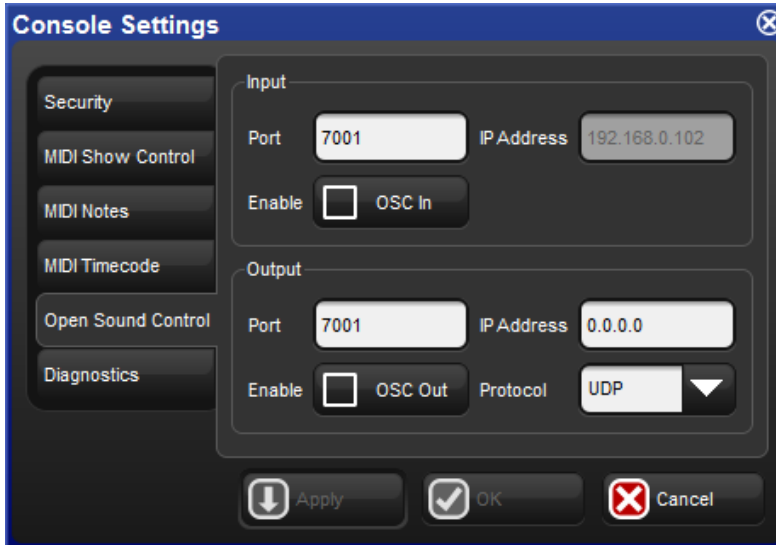 Console Settings
Security
MIDI Show Control
MIDI Notes
MIDI Timecode
Open Sound Control
Diagnostics
Input
Port 7001 IP Address 192.168.0.102
Enable OSC In
Output
Port 7001 IP Address 0.0.0.0
Enable OSC Out Protocol UDP
Apply OK Cancel